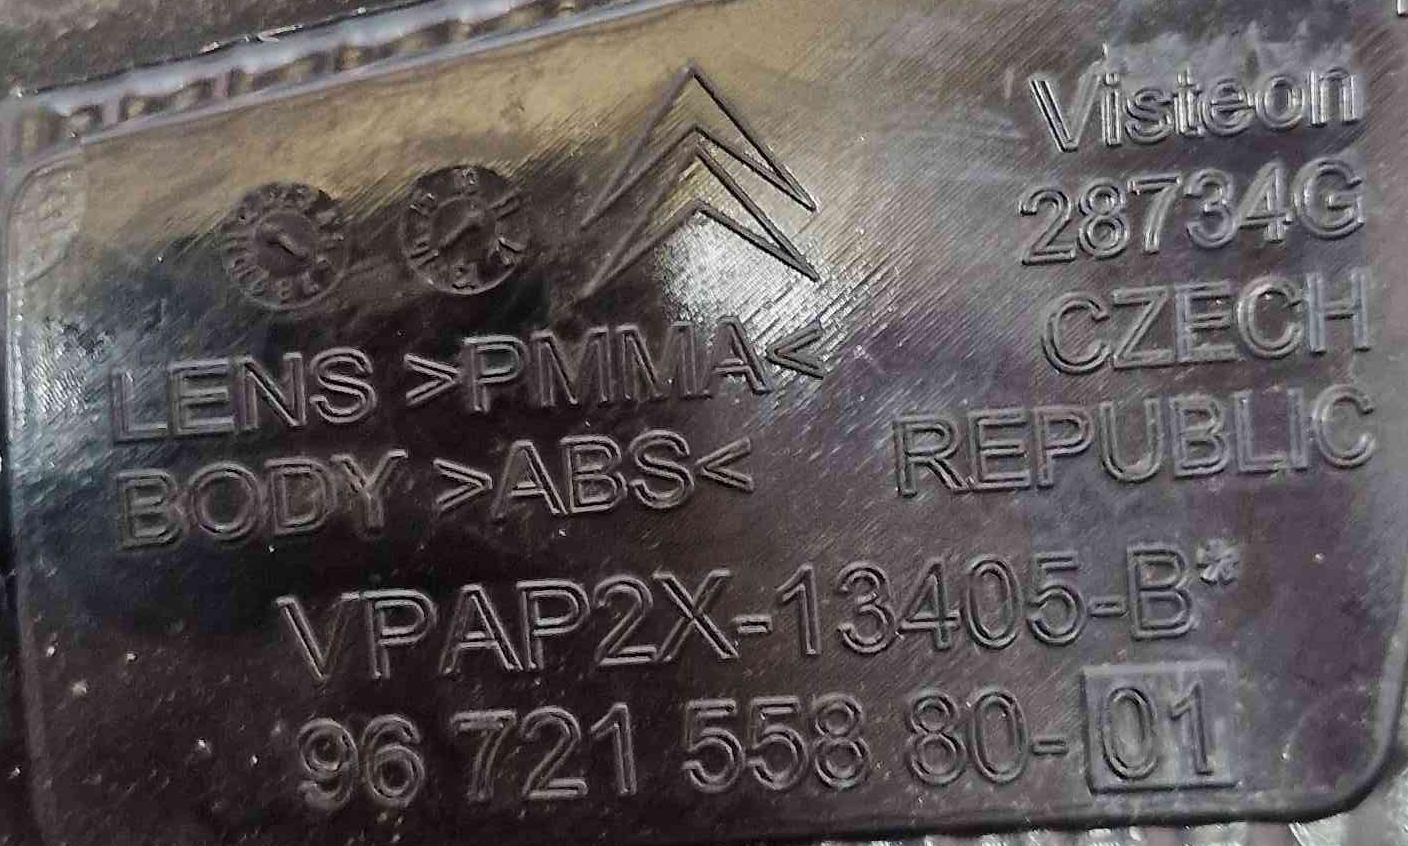 Visteon
28734G
CZECH
REPUBLIC
LENS >PMMA<
BODY >ABS<
VPAP2X-13405-B*
96 721 558 80-01